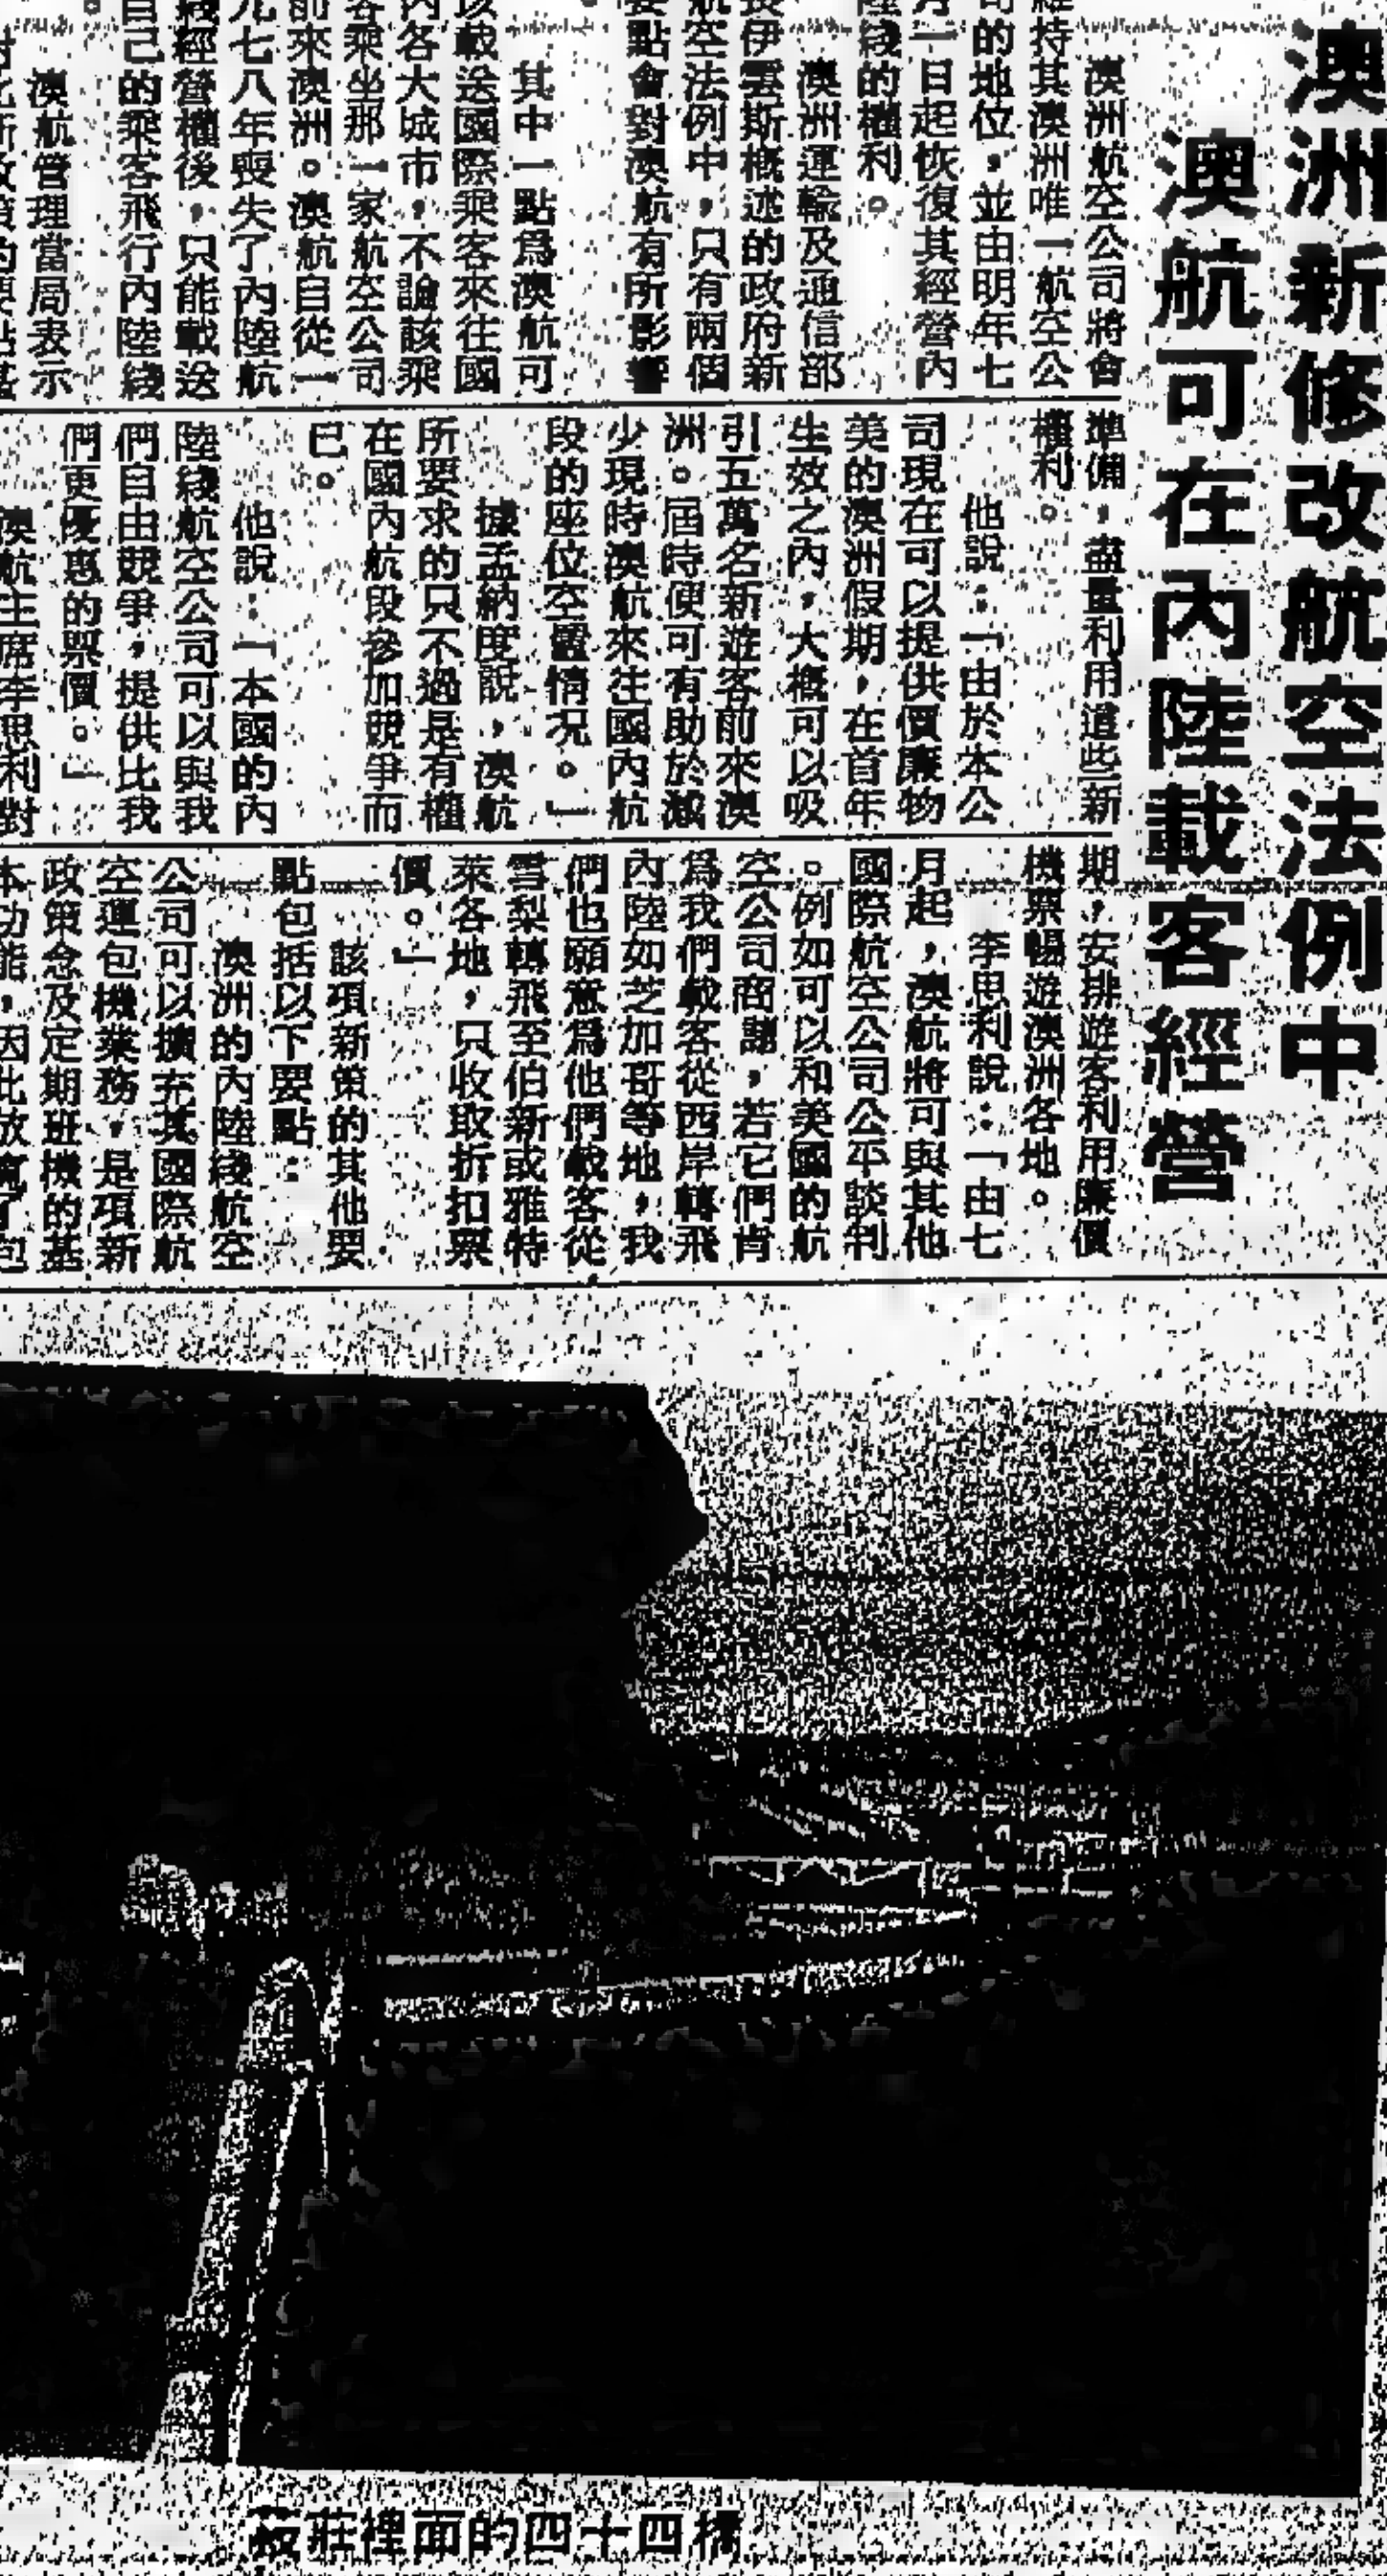 澳洲新修改航空法例中
澳航可在內陸載客經營
澳洲航空公司將會
維持其澳洲唯一航空公
司的地位，並由明年七
月一日起恢復其經營內
陸綫的權利。
澳洲運輸及通信部
長伊雲斯概述的政府新
航空法例中，只有兩個
要點會對澳航有所影響
。
其中一點爲澳航可
該載送國際乘客來往國
內各大城市，不論該乘
客乘坐那一家航空公司
前來澳洲。澳航自從一
九七八年喪失了內陸航
綫經營權後，只能載送
自己的乘客飛行內陸綫
。
澳航管理當局表示
準備，盡量利用這些新
權利。
他說：「由於本公
司現在可以提供價廉物
美的澳洲假期，在首年
生效之內，大概可以吸
引五萬名新遊客前來澳
洲。屆時便可有助於減
少現時澳航來往國內航
段的座位空置情況。」
據孟納度說，澳航
所要求的只不過是有權
在國內航段參加競爭而
已。
他說：「本國的內
陸綫航空公司可以與我
們自由競爭，提供比我
們更優惠的票價。」
澳航主席李思利對
期，安排遊客利用廉價
機票暢遊澳洲各地。
李思利說：「由七
月起，澳航將可與其他
國際航空公司公平談判
。例如可以和美國的航
空公司商談，若它們肯
爲我們載客從西岸轉飛
內陸如芝加哥等地，我
們也願意爲他們載客從
雪梨轉飛至伯新或雅特
萊各地，只收取折扣票
價。」
該項新策的其他要
點包括以下要點：
澳洲的內陸綫航空
公司可以擴充其國際航
空運包機業務，是項新
政策念及定期班機的基
本功能，因此放寬了包
莊裡面的四十四橋